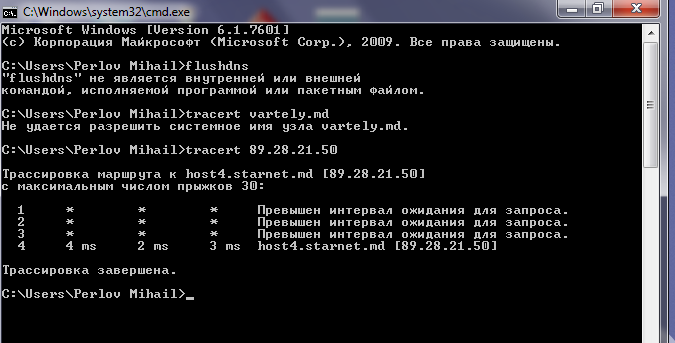 C:\Windows\system32\cmd.exe
Microsoft Windows [Version 6.1.7601]
(c) Корпорация Майкрософт (Microsoft Corp.), 2009. Все права защищены.
C:\Users\Perlov Mihail>flushdns
"flushdns" не является внутренней или внешней
командой, исполняемой программой или пакетным файлом.
C:\Users\Perlov Mihail>tracert vartely.md
Не удается разрешить системное имя узла vartely.md.
C:\Users\Perlov Mihail>tracert 89.28.21.50
Трассировка маршрута к host4.starnet.md [89.28.21.50]
с максимальным числом прыжков 30:
1 * * * Превышен интервал ожидания для запроса.
2 * * * Превышен интервал ожидания для запроса.
3 * * * Превышен интервал ожидания для запроса.
4 4 ms 2 ms 3 ms host4.starnet.md [89.28.21.50]
Трассировка завершена.
C:\Users\Perlov Mihail>_